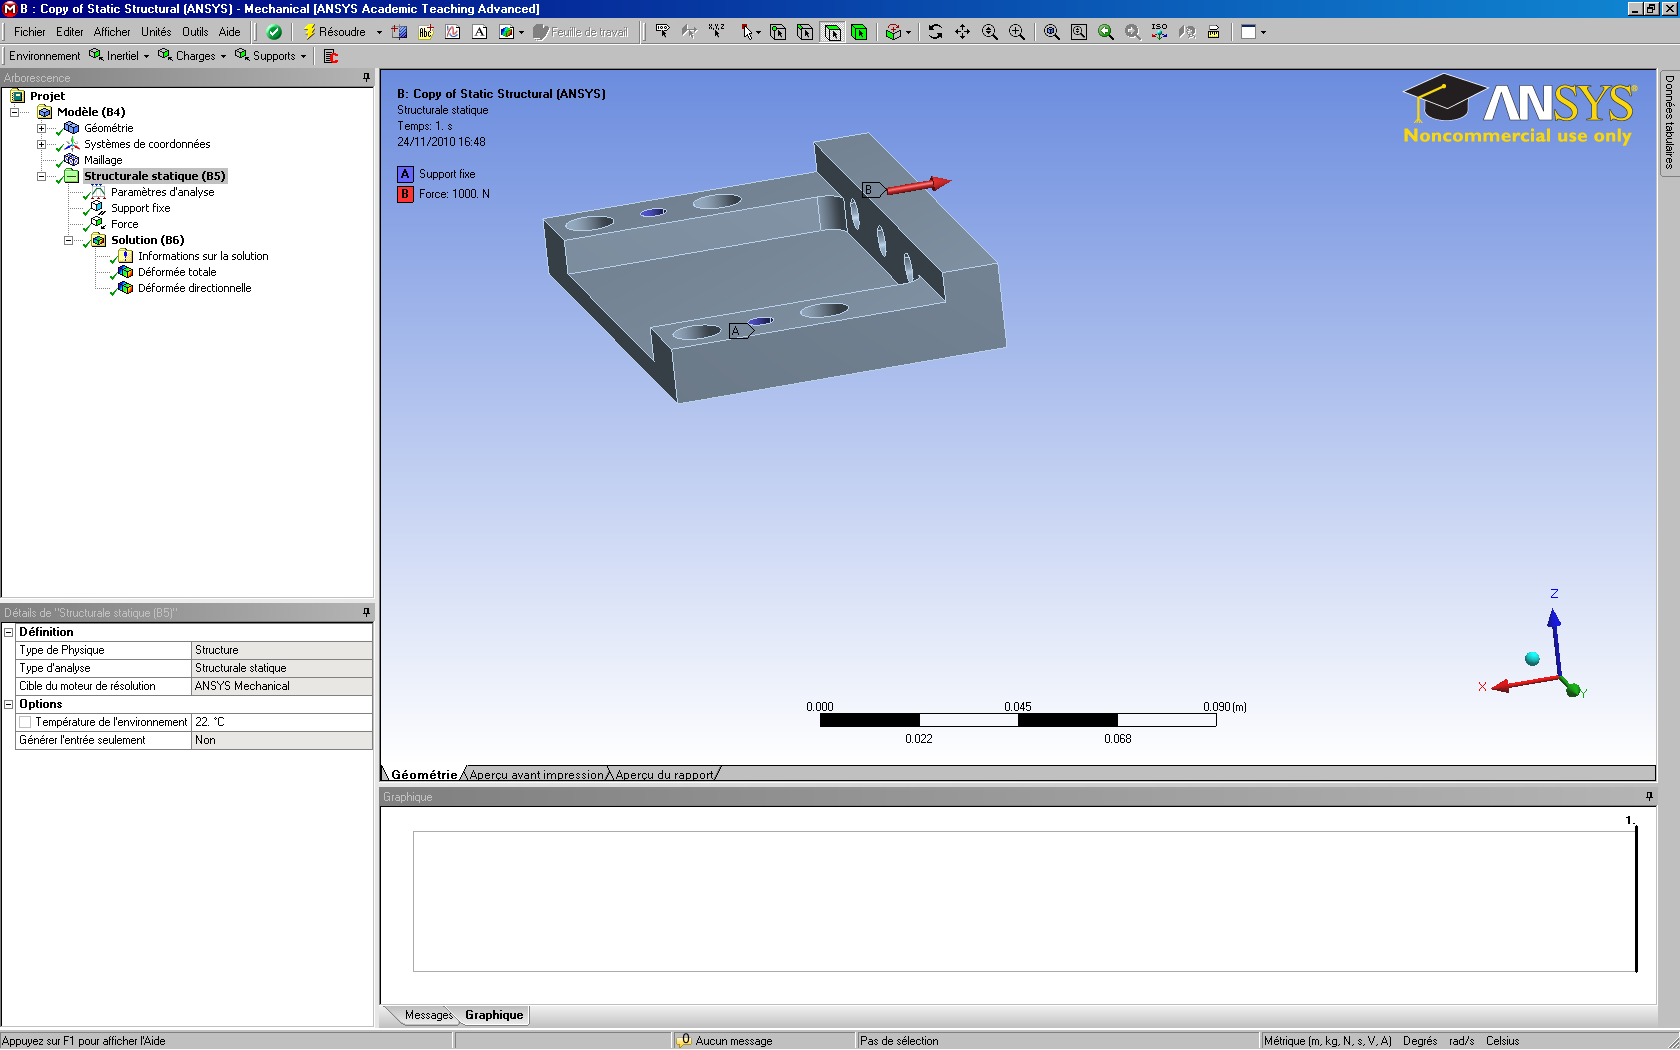 B : Copy of Static Structural (ANSYS) - Mechanical [ANSYS Academic Teaching Advanced]
Fichier Editer Afficher Unités Outils Aide Résoudre Feuille de travail
Environnement Inertiel Charges Supports
Arborescence
Projet
Modèle (B4)
Géométrie
Systèmes de coordonnées
Maillage
Structurale statique (B5)
Paramètres d'analyse
Support fixe
Force
Solution (B6)
Informations sur la solution
Déformée totale
Déformée directionnelle
Détails de "Structurale statique (B5)"
Définition
Type de Physique Structure
Type d'analyse Structurale statique
Cible du moteur de résolution ANSYS Mechanical
Options
Température de l'environnement 22. °C
Générer l'entrée seulement Non
B: Copy of Static Structural (ANSYS)
Structurale statique
Temps: 1. s
24/11/2010 16:48
A Support fixe
B Force: 1000. N
ANSYS
Noncommercial use only
B
A
Z
X
Y
0.000 0.045 0.090 (m)
0.022 0.068
Géométrie Aperçu avant impression Aperçu du rapport
Graphique
1.
Messages Graphique
Données tabulaires
Appuyez sur F1 pour afficher l'Aide 0 Aucun message Pas de sélection Métrique (m, kg, N, s, V, A) Degrés rad/s Celsius